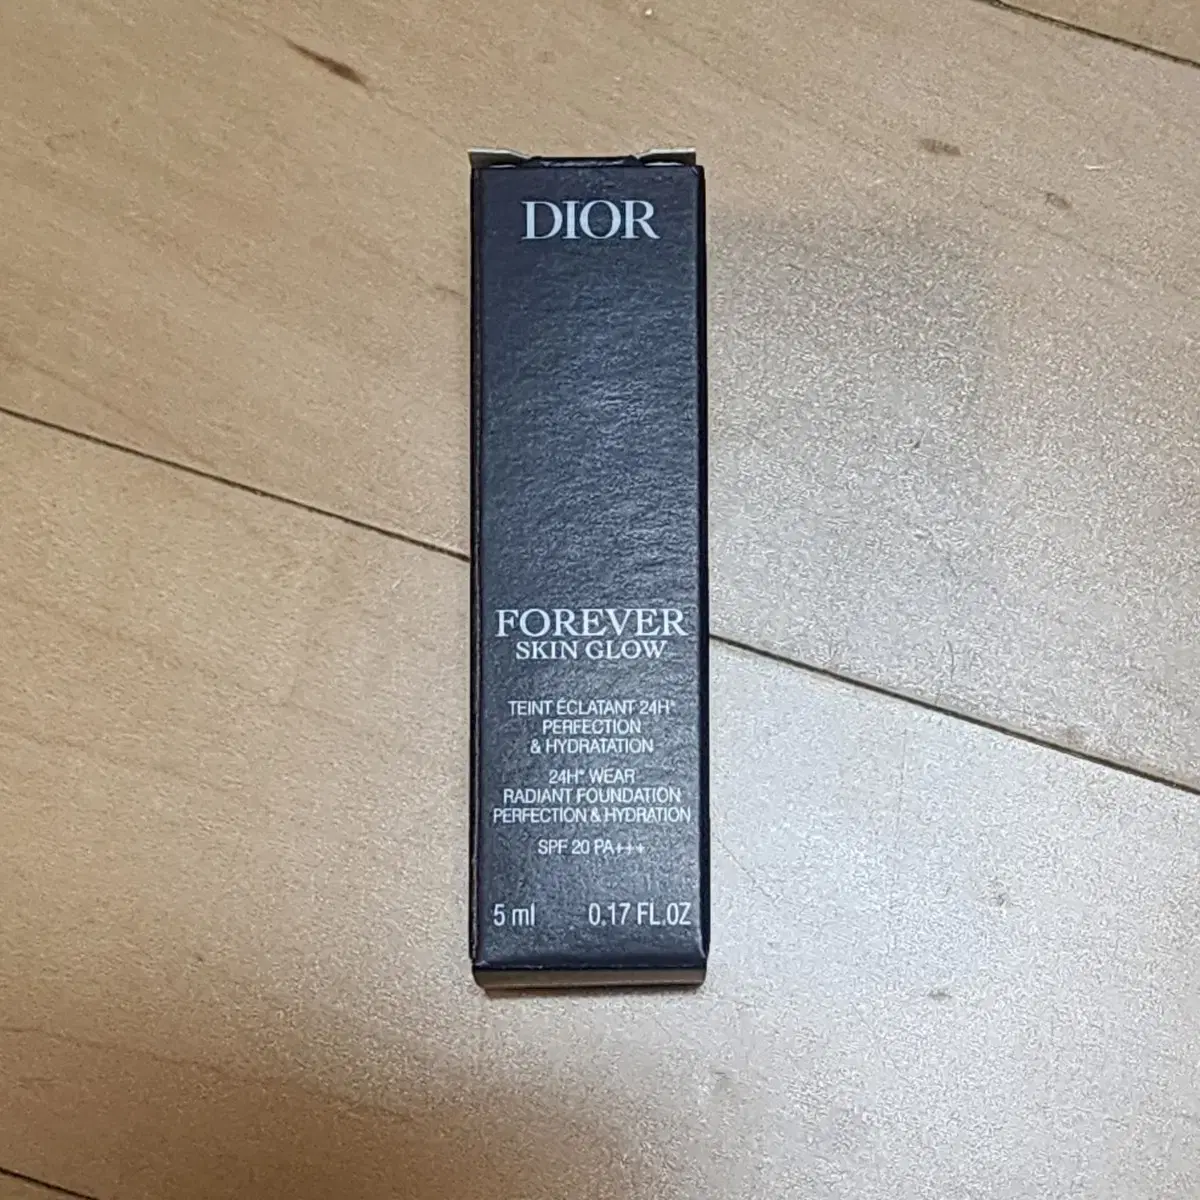 DIOR
FOREVER
SKIN GLOW
TEINT ÉCLATANT 24H*
PERFECTION
& HYDRATATION
24H* WEAR
RADIANT FOUNDATION
PERFECTION & HYDRATION
SPF 20 PA+++
5 ml 0.17 FL.OZ